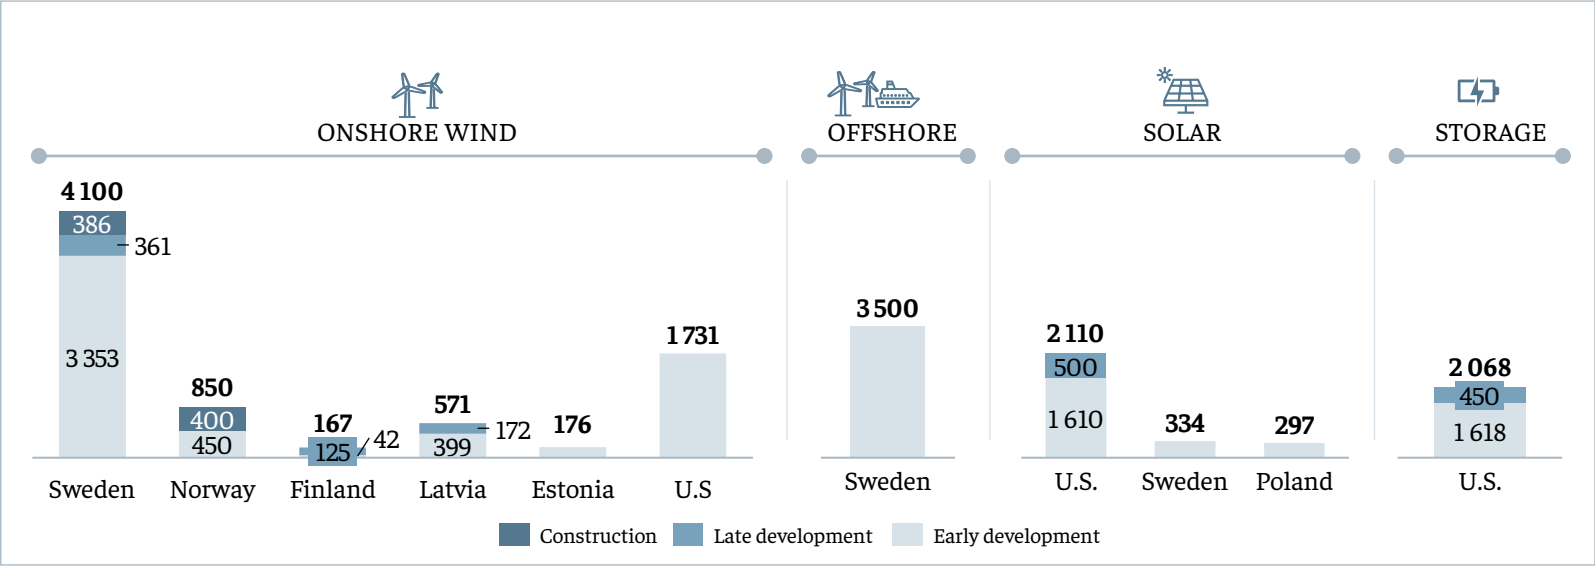 ONSHORE WIND
OFFSHORE
SOLAR
STORAGE
4 100
386
361
3 353
Sweden
850
400
450
Norway
167
42
125
Finland
571
172
399
Latvia
176
Estonia
1 731
U.S
3 500
Sweden
2 110
500
1 610
U.S.
334
Sweden
297
Poland
2 068
450
1 618
U.S.
Construction
Late development
Early development